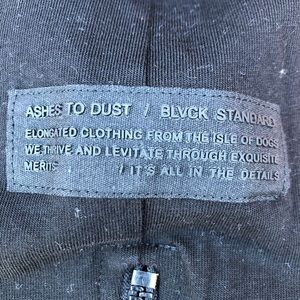 ASHES TO DUST / BLVCK STANDARD
ELONGATED CLOTHING FROM THE ISLE OF DOGS
WE THRIVE AND LEVITATE THROUGH EXQUISITE
MERITS / IT'S ALL IN THE DETAILS